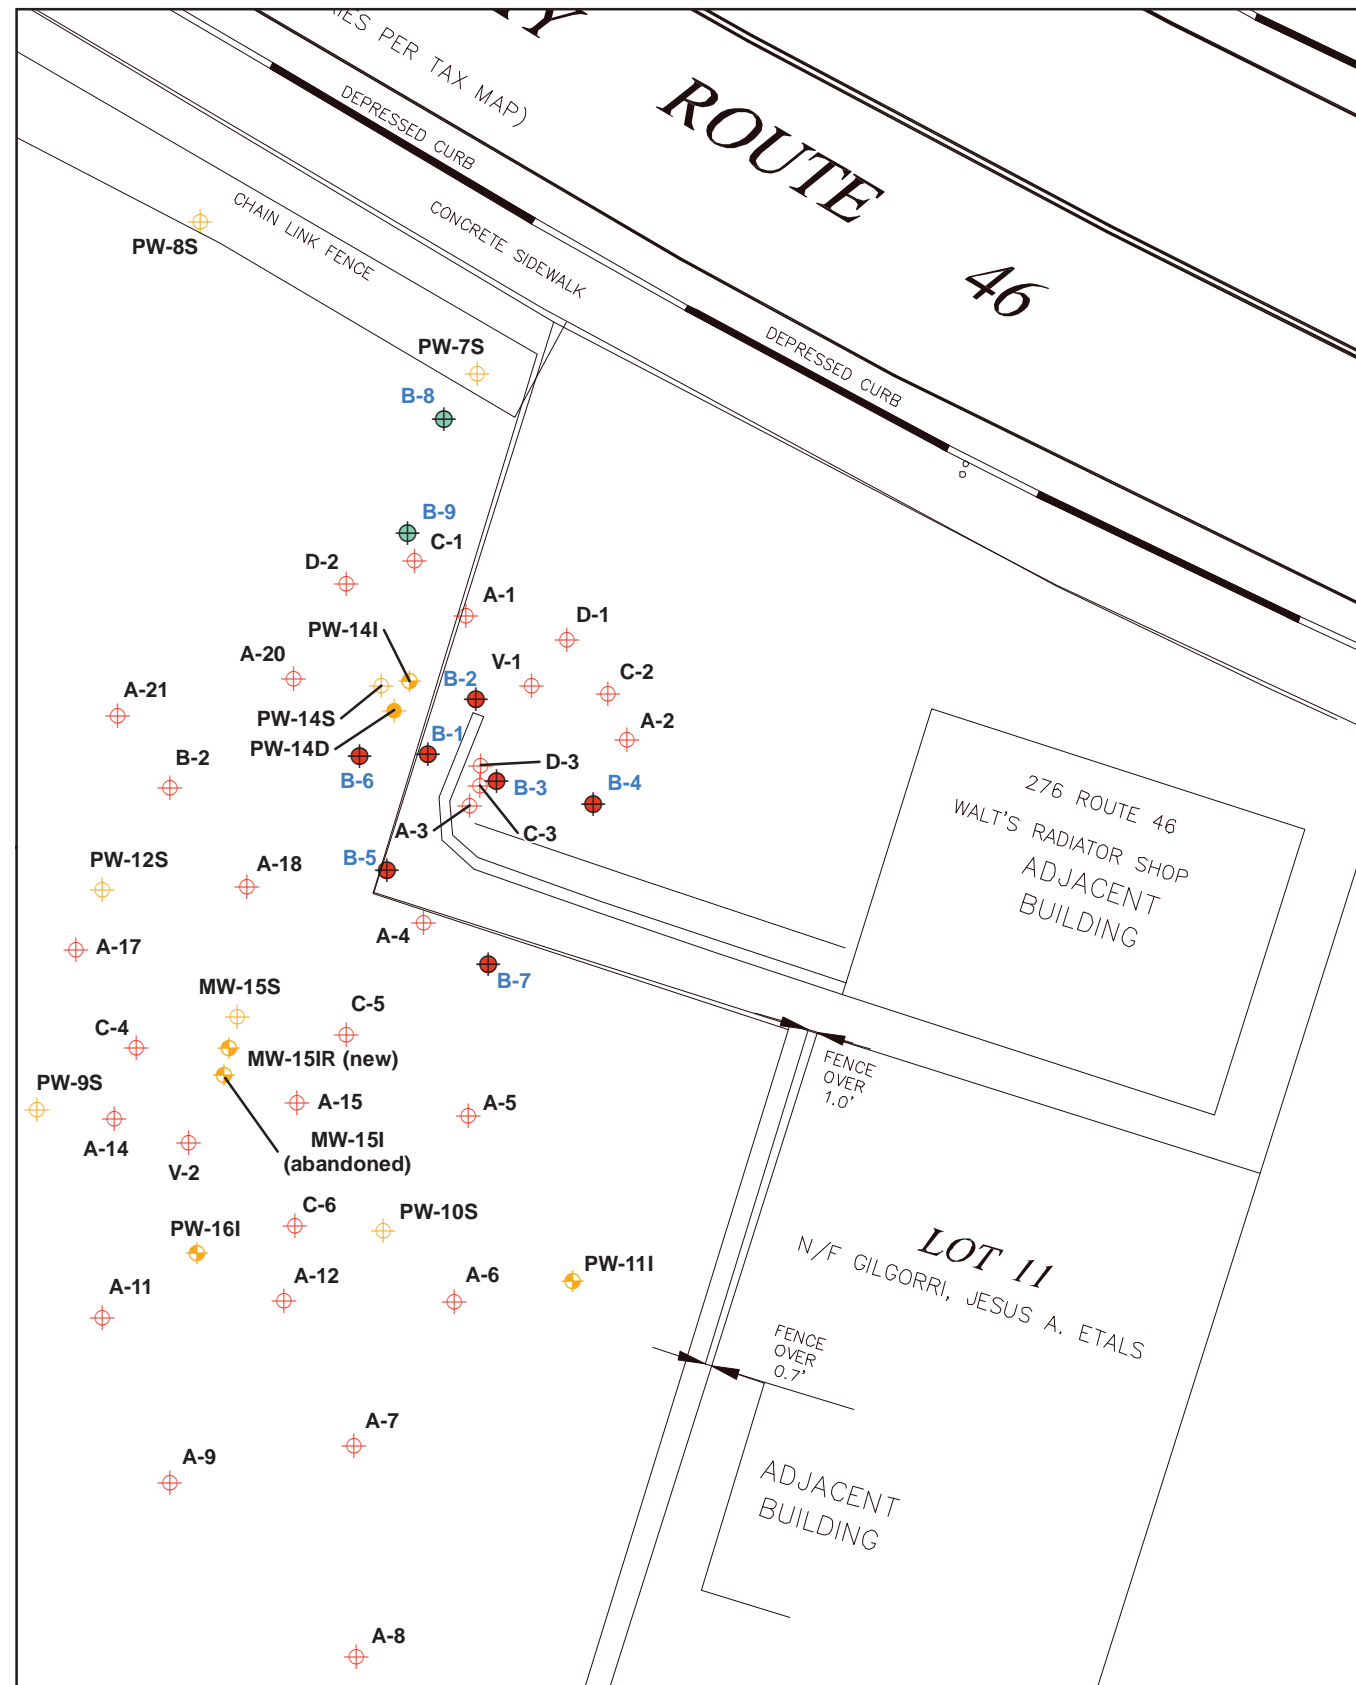 ROUTE
46
PER TAX MAP)
DEPRESSED CURB
CONCRETE SIDEWALK
CHAIN LINK FENCE
DEPRESSED CURB
PW-8S
PW-7S
B-8
B-9
C-1
D-2
A-1
D-1
PW-14I
A-20
V-1
B-2
C-2
A-21
PW-14S
A-2
PW-14D
B-1
B-2
D-3
B-6
B-3
B-4
A-3
C-3
276 ROUTE 46
WALT'S RADIATOR SHOP
ADJACENT
BUILDING
PW-12S
A-18
B-5
A-17
A-4
B-7
MW-15S
C-5
C-4
MW-15IR (new)
FENCE
OVER
1.0'
PW-9S
A-15
A-5
A-14
MW-15I
(abandoned)
V-2
C-6
PW-10S
PW-16I
PW-11I
A-11
A-12
A-6
LOT 11
N/F GILGORRI, JESUS A. ETALS
FENCE
OVER
0.7'
A-7
A-9
ADJACENT
BUILDING
A-8